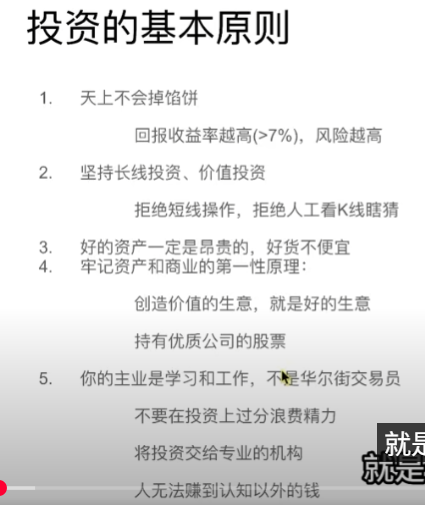 投资的基本原则
1. 天上不会掉馅饼
回报收益率越高(>7%)，风险越高
2. 坚持长线投资、价值投资
拒绝短线操作，拒绝人工看K线瞎猜
3. 好的资产一定是昂贵的，好货不便宜
4. 牢记资产和商业的第一性原理：
创造价值的生意，就是好的生意
持有优质公司的股票
5. 你的主业是学习和工作，不是华尔街交易员
不要在投资上过分浪费精力
将投资交给专业的机构
人无法赚到认知以外的钱
就是
就是